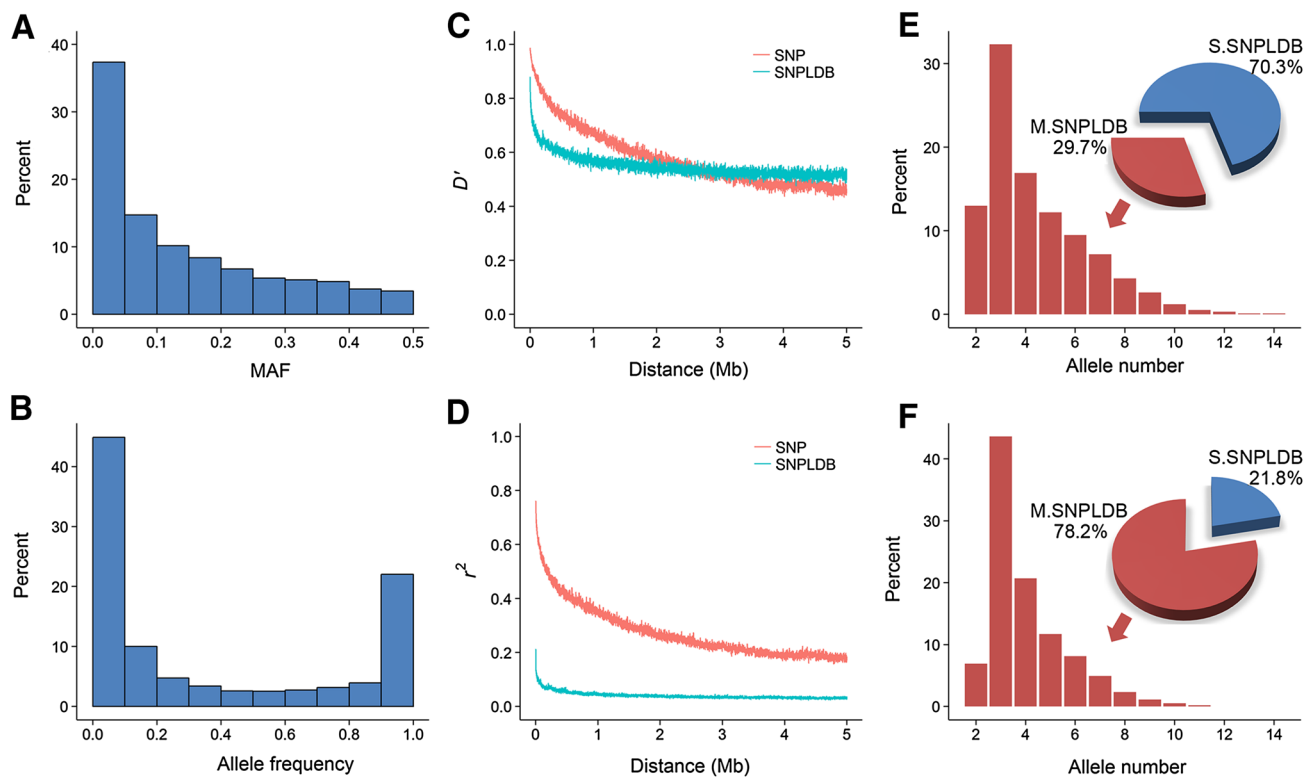 A
40
30
20
10
0
Percent
0.0 0.1 0.2 0.3 0.4 0.5
MAF
B
40
30
20
10
0
Percent
0.0 0.2 0.4 0.6 0.8 1.0
Allele frequency
C
1.0
0.8
0.6
0.4
0.2
0.0
D′
SNP
SNPLDB
0 1 2 3 4 5
Distance (Mb)
D
1.0
0.8
0.6
0.4
0.2
0.0
r²
SNP
SNPLDB
0 1 2 3 4 5
Distance (Mb)
E
30
20
10
0
Percent
S.SNPLDB
70.3%
M.SNPLDB
29.7%
2 4 6 8 10 12 14
Allele number
F
40
30
20
10
0
Percent
S.SNPLDB
21.8%
M.SNPLDB
78.2%
2 4 6 8 10 12 14
Allele number